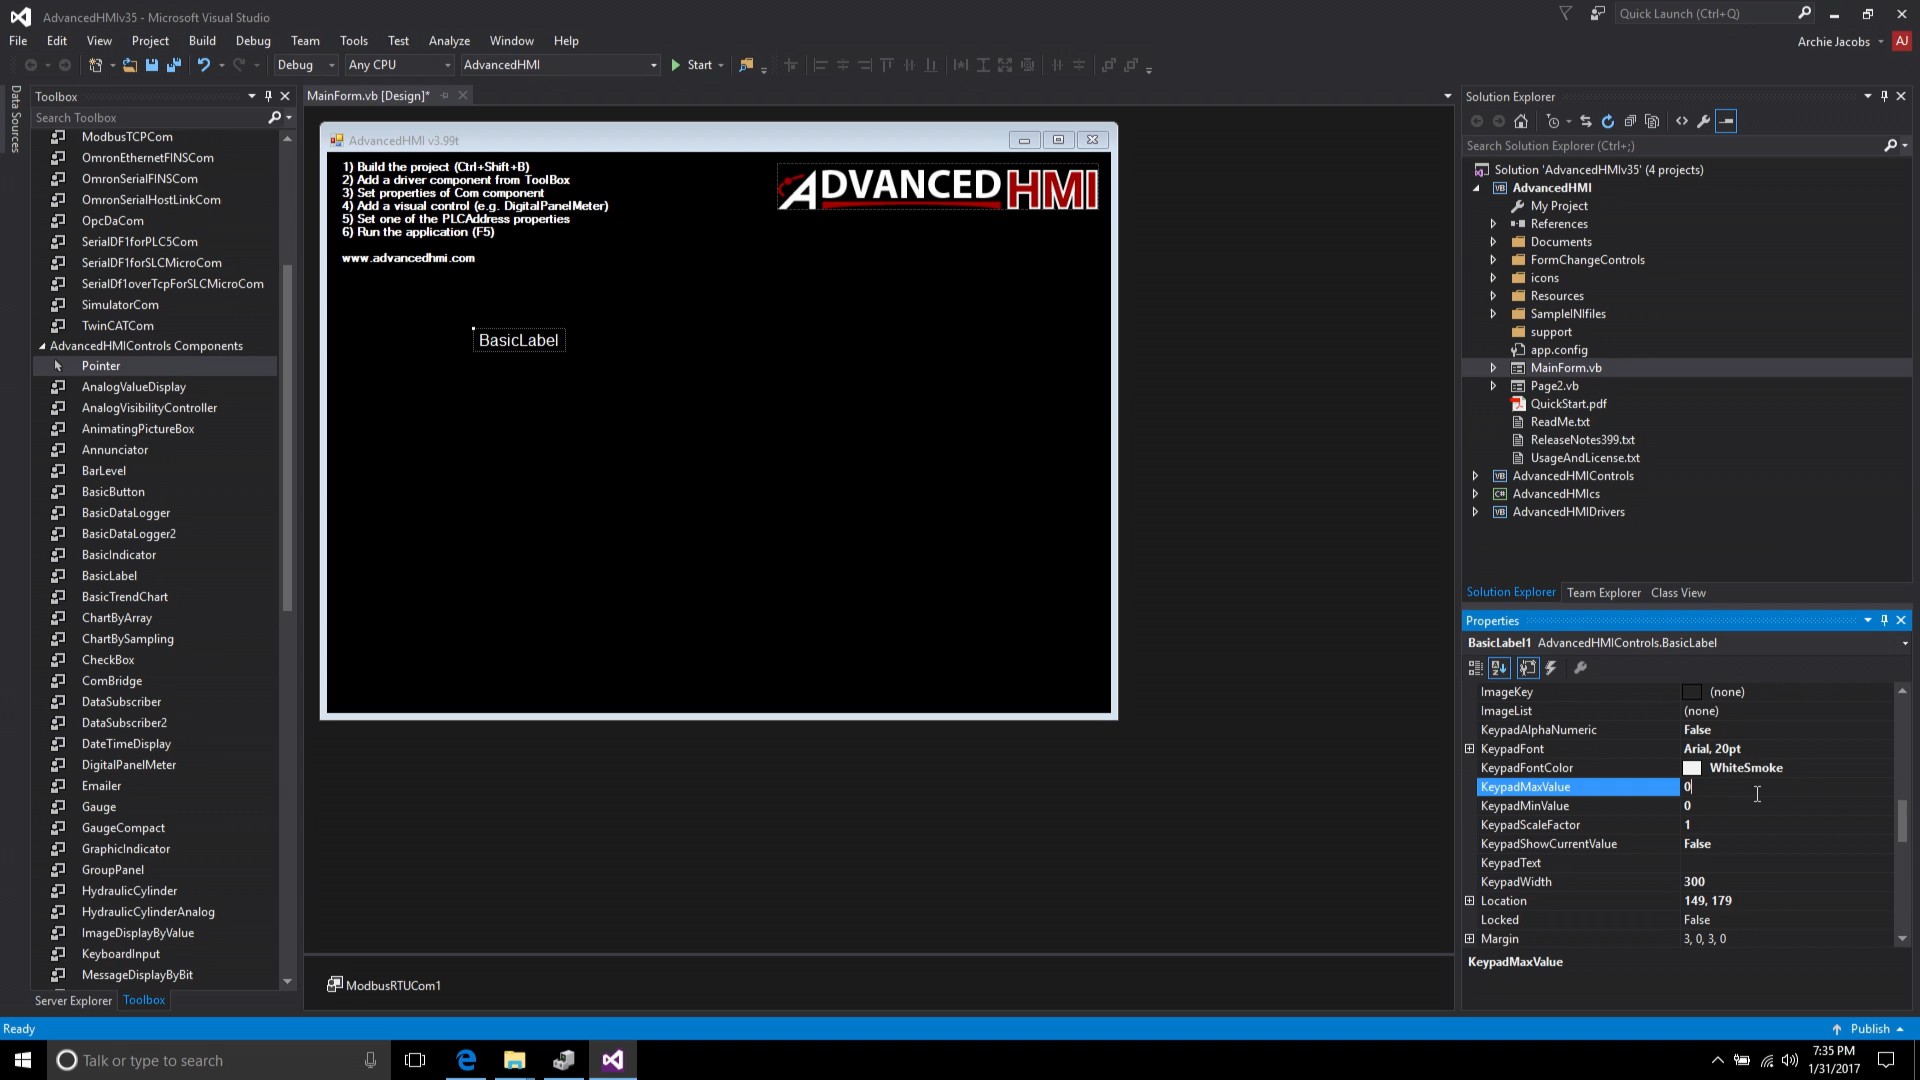 AdvancedHMIv35 - Microsoft Visual Studio
Quick Launch (Ctrl+Q)
File Edit View Project Build Debug Team Tools Test Analyze Window Help
Archie Jacobs AJ
Debug Any CPU AdvancedHMI Start
Data Sources
Toolbox
Search Toolbox
ModbusTCPCom
OmronEthernetFINSCom
OmronSerialFINSCom
OmronSerialHostLinkCom
OpcDaCom
SerialDF1forPLC5Com
SerialDF1forSLCMicroCom
SerialDf1overTcpForSLCMicroCom
SimulatorCom
TwinCATCom
AdvancedHMIControls Components
Pointer
AnalogValueDisplay
AnalogVisibilityController
AnimatingPictureBox
Annunciator
BarLevel
BasicButton
BasicDataLogger
BasicDataLogger2
BasicIndicator
BasicLabel
BasicTrendChart
ChartByArray
ChartBySampling
CheckBox
ComBridge
DataSubscriber
DataSubscriber2
DateTimeDisplay
DigitalPanelMeter
Emailer
Gauge
GaugeCompact
GraphicIndicator
GroupPanel
HydraulicCylinder
HydraulicCylinderAnalog
ImageDisplayByValue
KeyboardInput
MessageDisplayByBit
Server Explorer Toolbox
MainForm.vb [Design]*
AdvancedHMI v3.99t
1) Build the project (Ctrl+Shift+B)
2) Add a driver component from ToolBox
3) Set properties of Com component
4) Add a visual control (e.g. DigitalPanelMeter)
5) Set one of the PLCAddress properties
6) Run the application (F5)
www.advancedhmi.com
ADVANCED HMI
BasicLabel
ModbusRTUCom1
Solution Explorer
Search Solution Explorer (Ctrl+;)
Solution 'AdvancedHMIv35' (4 projects)
AdvancedHMI
My Project
References
Documents
FormChangeControls
icons
Resources
SampleINIfiles
support
app.config
MainForm.vb
Page2.vb
QuickStart.pdf
ReadMe.txt
ReleaseNotes399.txt
UsageAndLicense.txt
AdvancedHMIControls
AdvancedHMIcs
AdvancedHMIDrivers
Solution Explorer Team Explorer Class View
Properties
BasicLabel1 AdvancedHMIControls.BasicLabel
ImageKey (none)
ImageList (none)
KeypadAlphaNumeric False
KeypadFont Arial, 20pt
KeypadFontColor WhiteSmoke
KeypadMaxValue 0
KeypadMinValue 0
KeypadScaleFactor 1
KeypadShowCurrentValue False
KeypadText
KeypadWidth 300
Location 149, 179
Locked False
Margin 3, 0, 3, 0
KeypadMaxValue
Ready
Publish
Talk or type to search
7:35 PM
1/31/2017